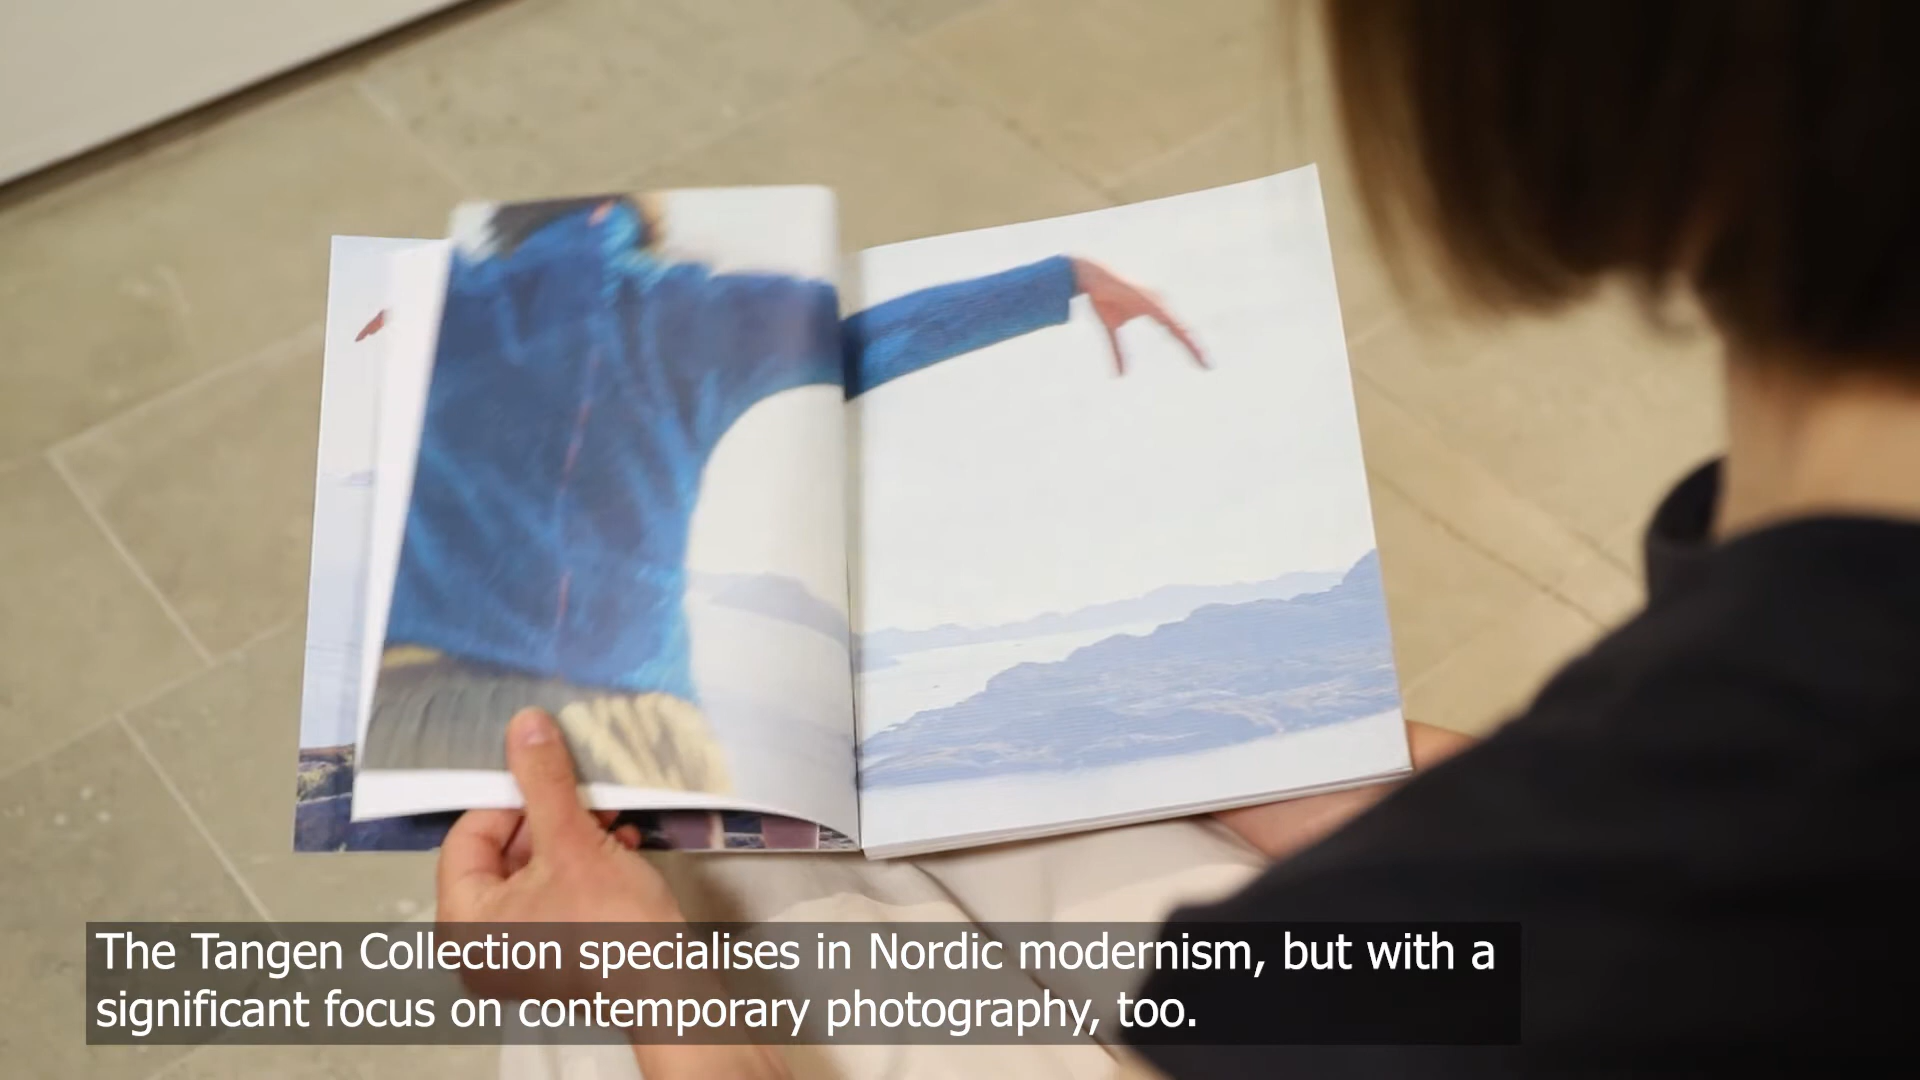 The Tangen Collection specialises in Nordic modernism, but with a
significant focus on contemporary photography, too.